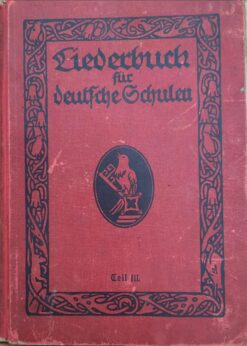 Liederbuch
für
deutsche Schulen
Teil III.